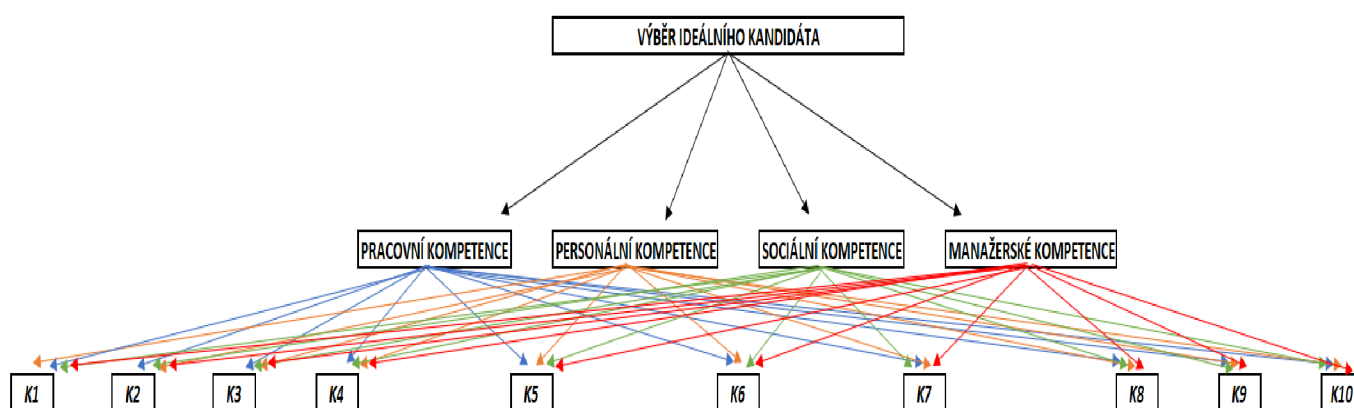 VÝBĚR IDEÁLNÍHO KANDIDÁTA
PRACOVNÍ KOMPETENCE
PERSONÁLNÍ KOMPETENCE
SOCIÁLNÍ KOMPETENCE
MANAŽERSKÉ KOMPETENCE
K1
K2
K3
K4
K5
K6
K7
K8
K9
K10